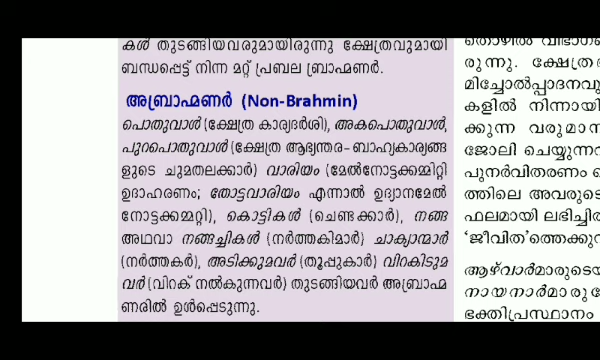 കൾ തുടങ്ങിയവരുമായിരുന്നു ക്ഷേത്രവുമായി
ബന്ധപ്പെട്ട് നിന്ന മറ്റ് പ്രബല ബ്രാഹ്മണർ.
അബ്രാഹ്മണർ (Non-Brahmin)
പൊതുവാൾ (ക്ഷേത്ര കാര്യദർശി), അകപൊതുവാൾ,
പുറപൊതുവാൾ (ക്ഷേത്ര ആഭ്യന്തര-ബാഹ്യകാര്യങ്ങ
ളുടെ ചുമതലക്കാർ) വാരിയം (മേൽനോട്ടക്കമ്മിറ്റി
ഉദാഹരണം; തോട്ടവാരിയം എന്നാൽ ഉദ്യാനമേൽ
നോട്ടക്കമ്മറ്റി), കൊട്ടികൾ (ചെണ്ടക്കാർ), നങ്ങ
അഥവാ നങ്ങച്ചികൾ (നർത്തകിമാർ) ചാക്യാന്മാർ
(നർത്തകർ), അടിക്കുമവർ (തൂപ്പുകാർ) വിറകിടുമ
വർ (വിറക് നൽകുന്നവർ) തുടങ്ങിയവർ അബ്രാഹ്മ
ണരിൽ ഉൾപ്പെടുന്നു.
തൊഴിൽ വിഭാഗ
രുന്നു. ക്ഷേത്ര
മിച്ചോൽപ്പാദനവു
കളിൽ നിന്നായി
ക്കുന്ന വരുമാന
ജോലി ചെയ്യുന്നവ
പുനർവിതരണം
ത്തിലെ അവരുടെ
ഫലമായി ലഭിച്ചിരു
'ജീവിത'ത്തെക്കു
ആഴ്‌വാർമാരുടെയ
നായനാർമാരുടെ
ഭക്തിപ്രസ്ഥാനം